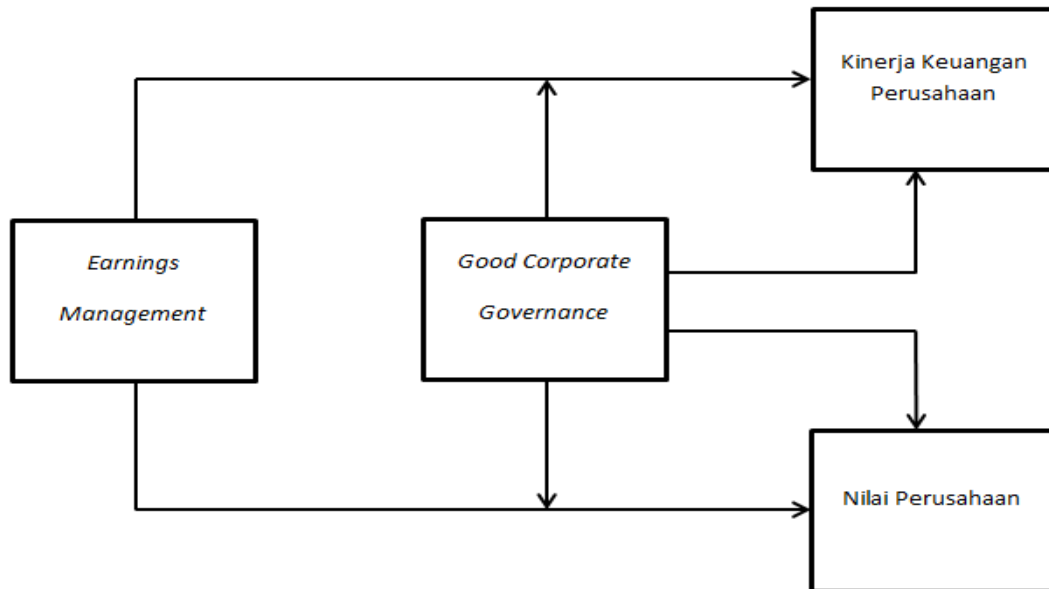 Kinerja Keuangan
Perusahaan
Earnings
Management
Good Corporate
Governance
Nilai Perusahaan